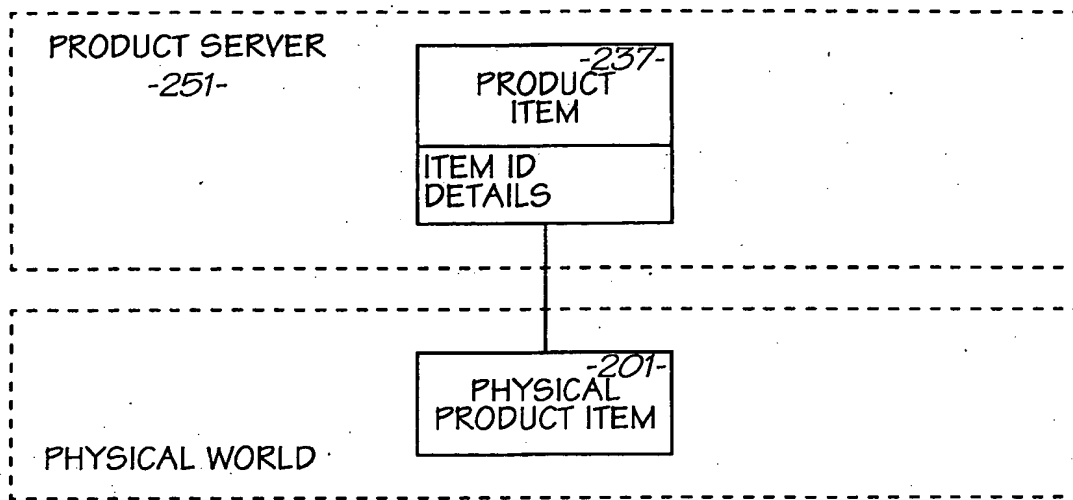 PRODUCT SERVER
-251-
-237-
PRODUCT
ITEM
ITEM ID
DETAILS
-201-
PHYSICAL
PRODUCT ITEM
PHYSICAL WORLD